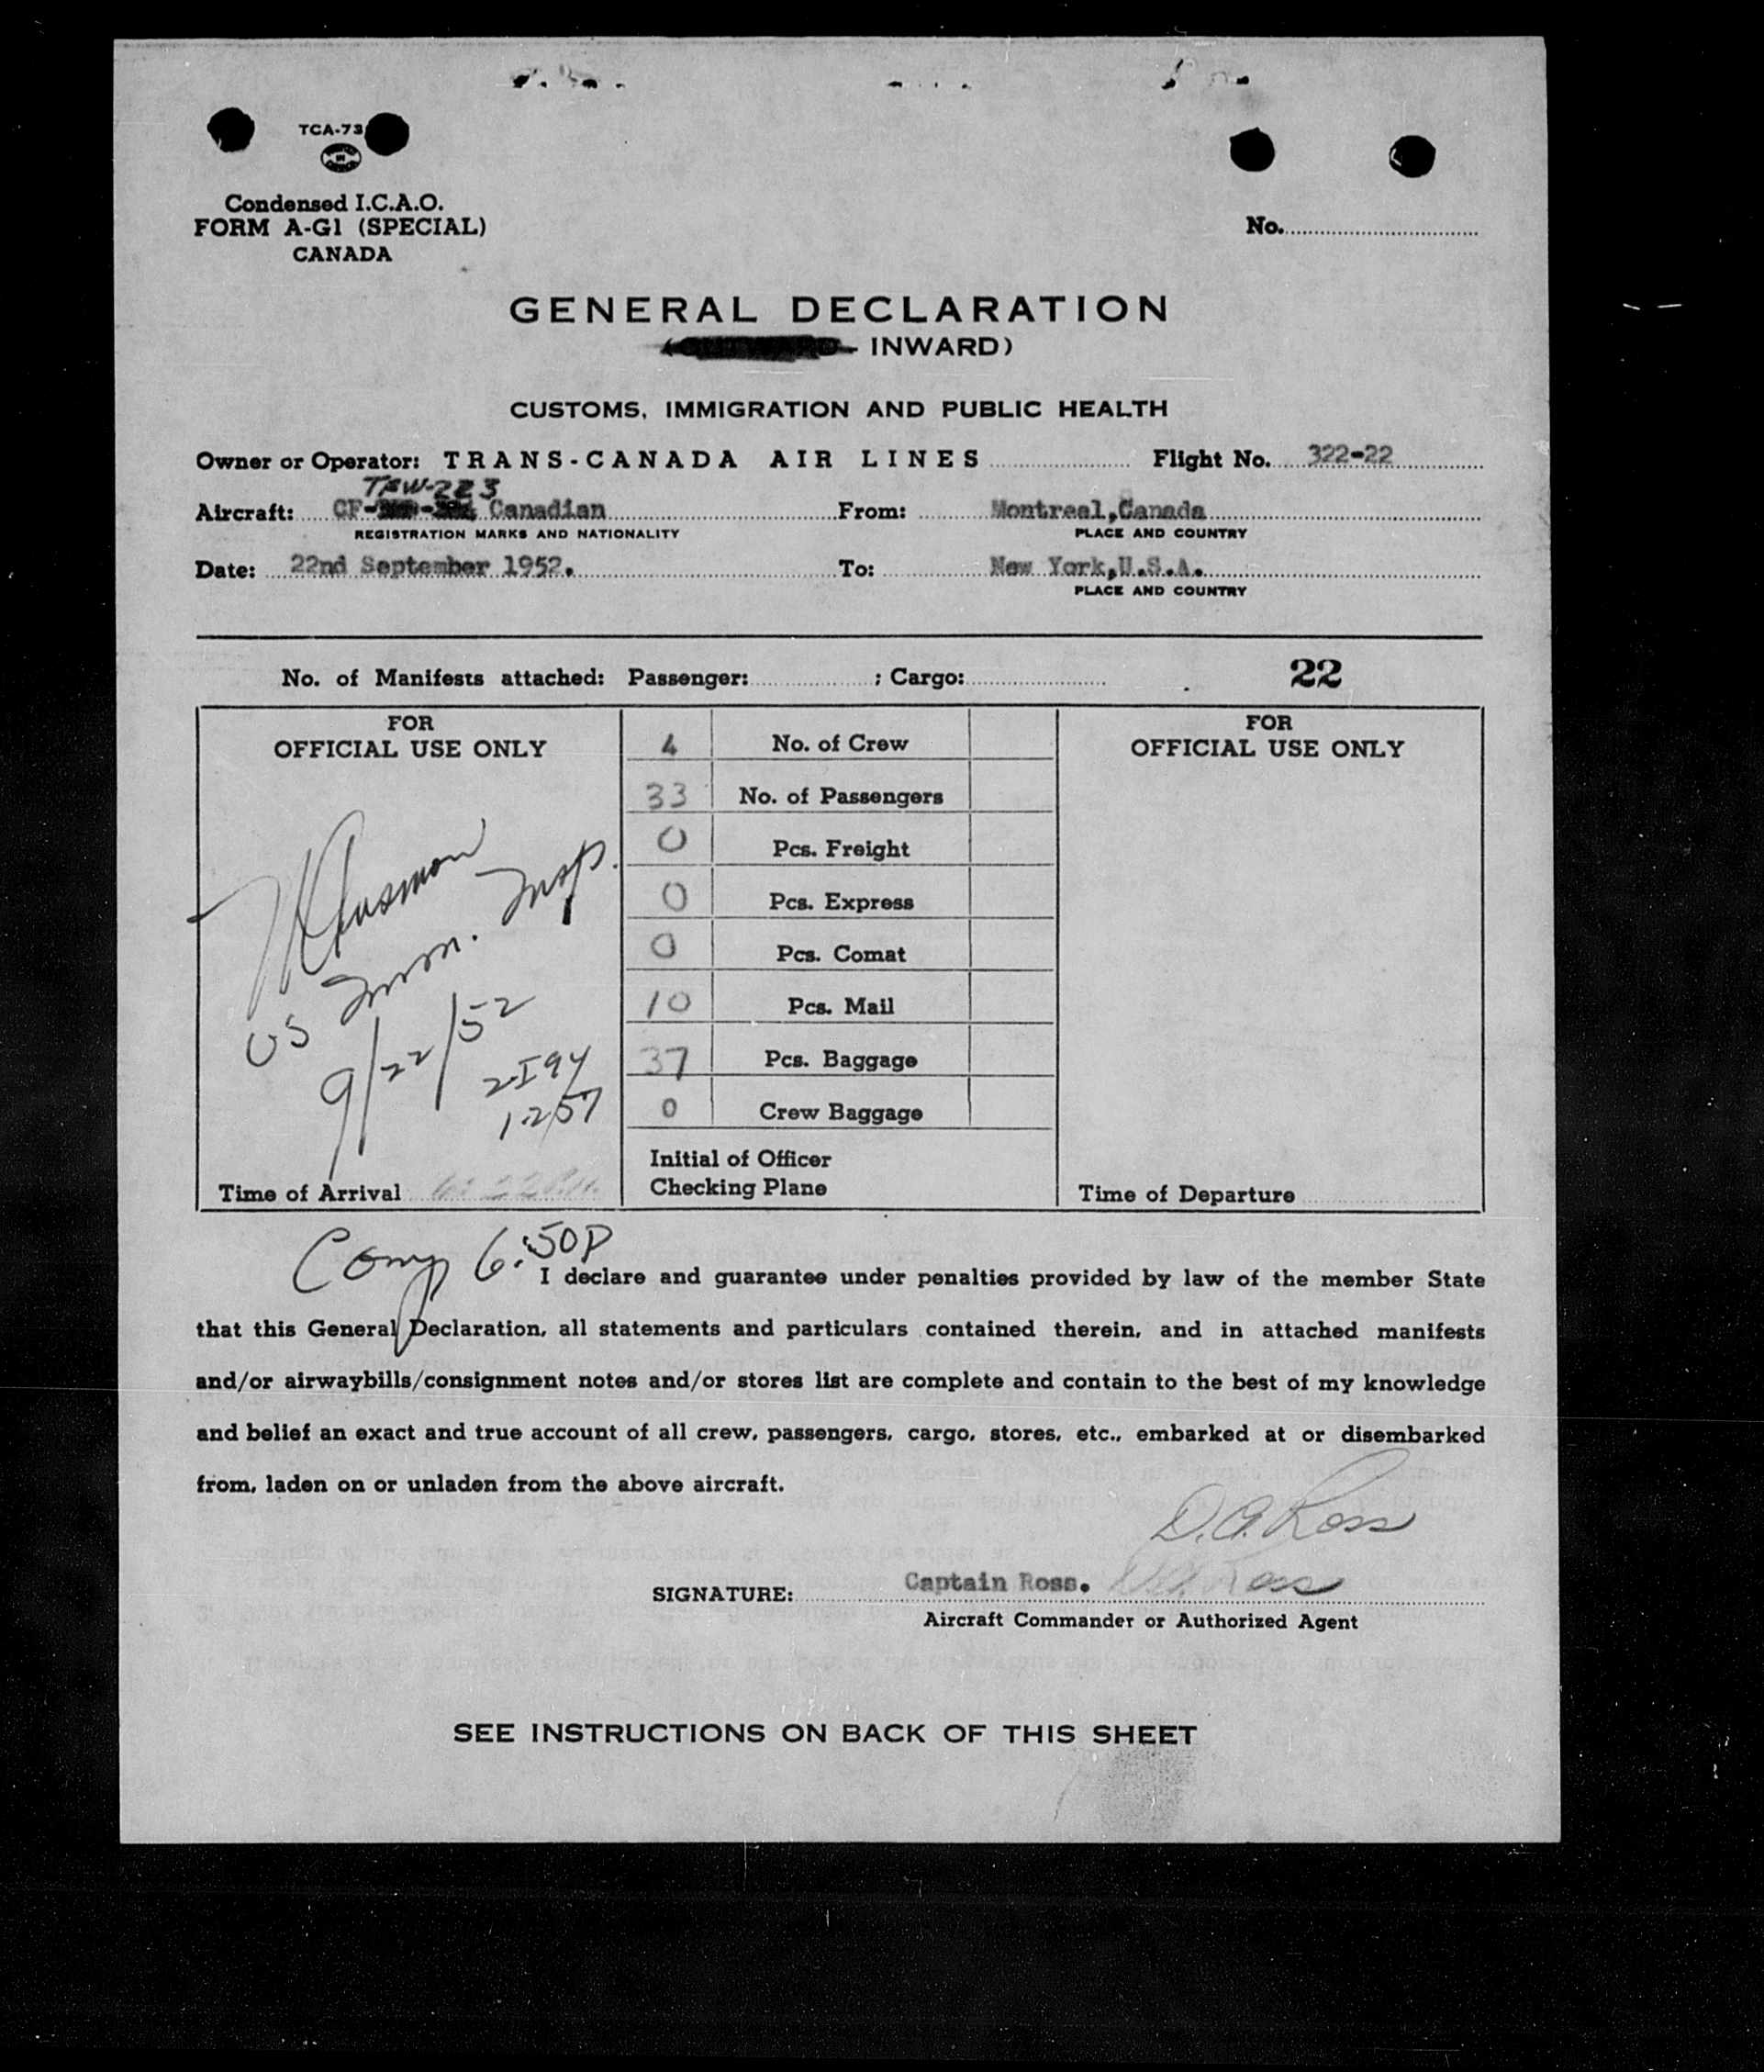 TCA-73
Condensed I.C.A.O.
FORM A-G1 (SPECIAL)
CANADA
No.
GENERAL DECLARATION
INWARD)
CUSTOMS, IMMIGRATION AND PUBLIC HEALTH
Owner or Operator: TRANS-CANADA AIR LINES Flight No. 322-22
TFW-223
Aircraft: CF- Canadian From: Montreal, Canada
REGISTRATION MARKS AND NATIONALITY PLACE AND COUNTRY
Date: 22nd September 1952. To: New York, U.S.A.
PLACE AND COUNTRY
No. of Manifests attached: Passenger: ; Cargo: 22
FOR
OFFICIAL USE ONLY
US Imm. Insp.
9/22/52
2I94
1257
Time of Arrival
4 No. of Crew
33 No. of Passengers
0 Pcs. Freight
0 Pcs. Express
0 Pcs. Comat
10 Pcs. Mail
37 Pcs. Baggage
0 Crew Baggage
Initial of Officer
Checking Plane
FOR
OFFICIAL USE ONLY
Time of Departure
Comp 6:50P
I declare and guarantee under penalties provided by law of the member State
that this General Declaration, all statements and particulars contained therein, and in attached manifests
and/or airwaybills/consignment notes and/or stores list are complete and contain to the best of my knowledge
and belief an exact and true account of all crew, passengers, cargo, stores, etc., embarked at or disembarked
from, laden on or unladen from the above aircraft.
D.A. Ross
SIGNATURE: Captain Ross. D.A. Ross
Aircraft Commander or Authorized Agent
SEE INSTRUCTIONS ON BACK OF THIS SHEET